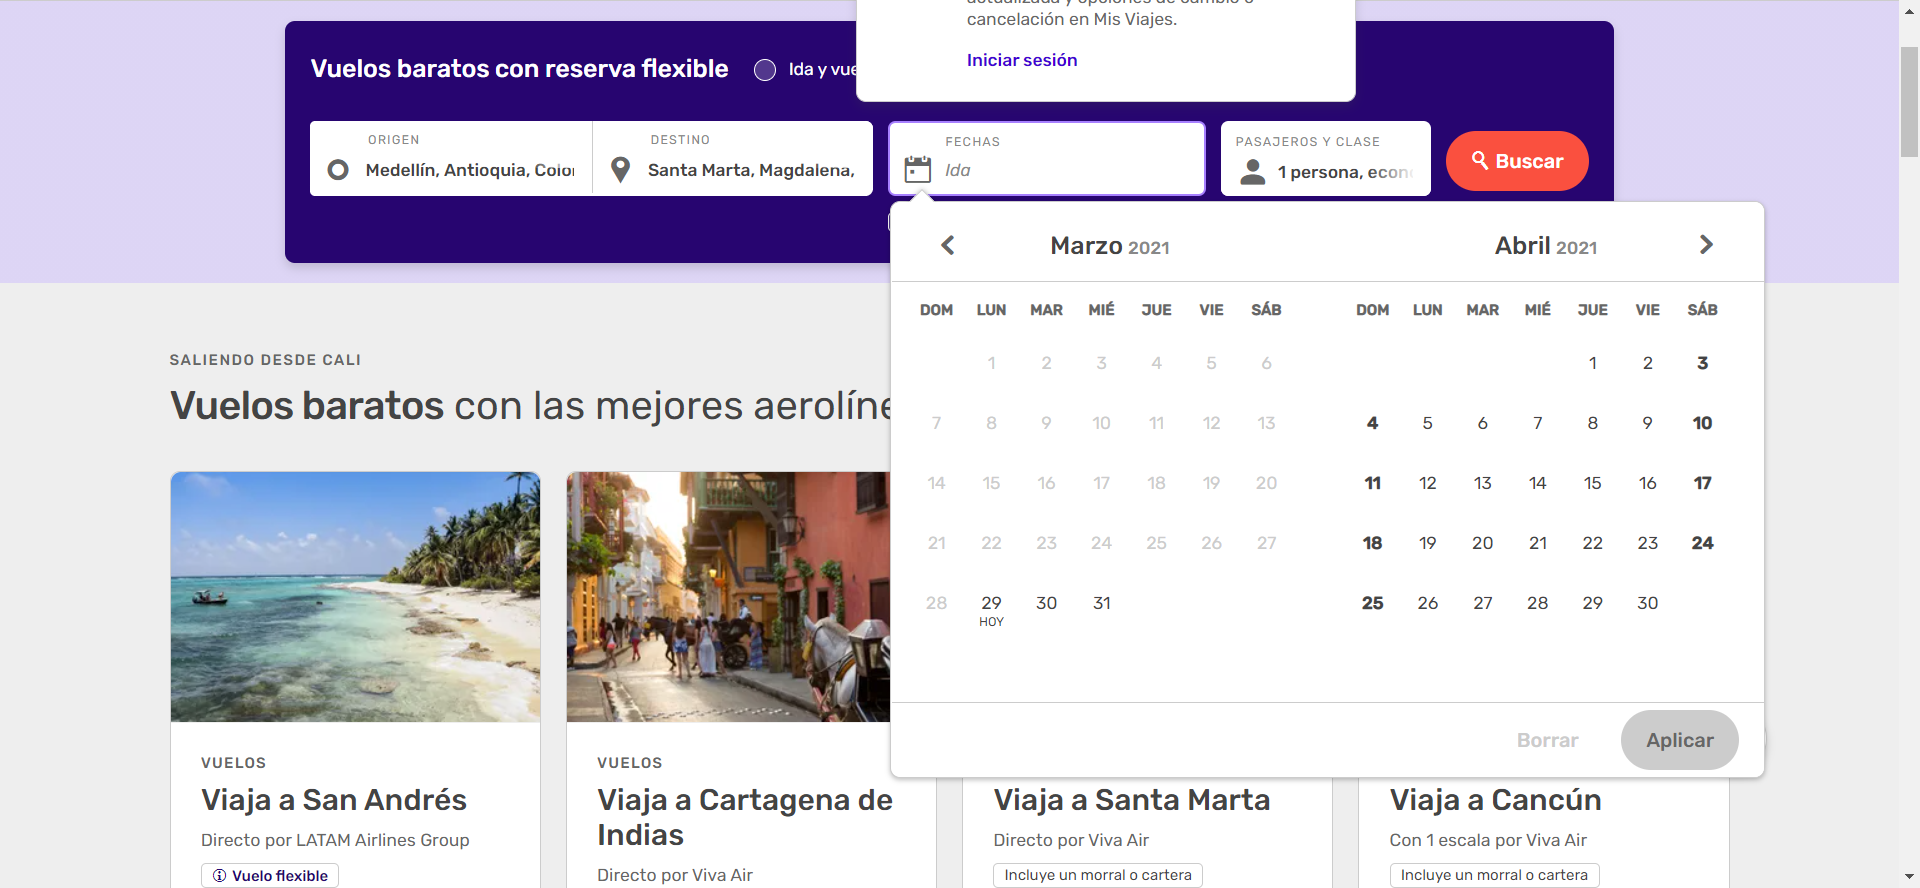 cancelación en Mis Viajes.
Iniciar sesión
Vuelos baratos con reserva flexible
Ida y vue
ORIGEN
Medellín, Antioquia, Colo
DESTINO
Santa Marta, Magdalena,
FECHAS
Ida
PASAJEROS Y CLASE
1 persona, econ
Buscar
Marzo 2021
DOM LUN MAR MIÉ JUE VIE SÁB
1 2 3 4 5 6
7 8 9 10 11 12 13
14 15 16 17 18 19 20
21 22 23 24 25 26 27
28 29 30 31
HOY
Abril 2021
DOM LUN MAR MIÉ JUE VIE SÁB
1 2 3
4 5 6 7 8 9 10
11 12 13 14 15 16 17
18 19 20 21 22 23 24
25 26 27 28 29 30
Borrar
Aplicar
SALIENDO DESDE CALI
Vuelos baratos con las mejores aerolíne
VUELOS
Viaja a San Andrés
Directo por LATAM Airlines Group
Vuelo flexible
VUELOS
Viaja a Cartagena de
Indias
Directo por Viva Air
Viaja a Santa Marta
Directo por Viva Air
Incluye un morral o cartera
Viaja a Cancún
Con 1 escala por Viva Air
Incluye un morral o cartera